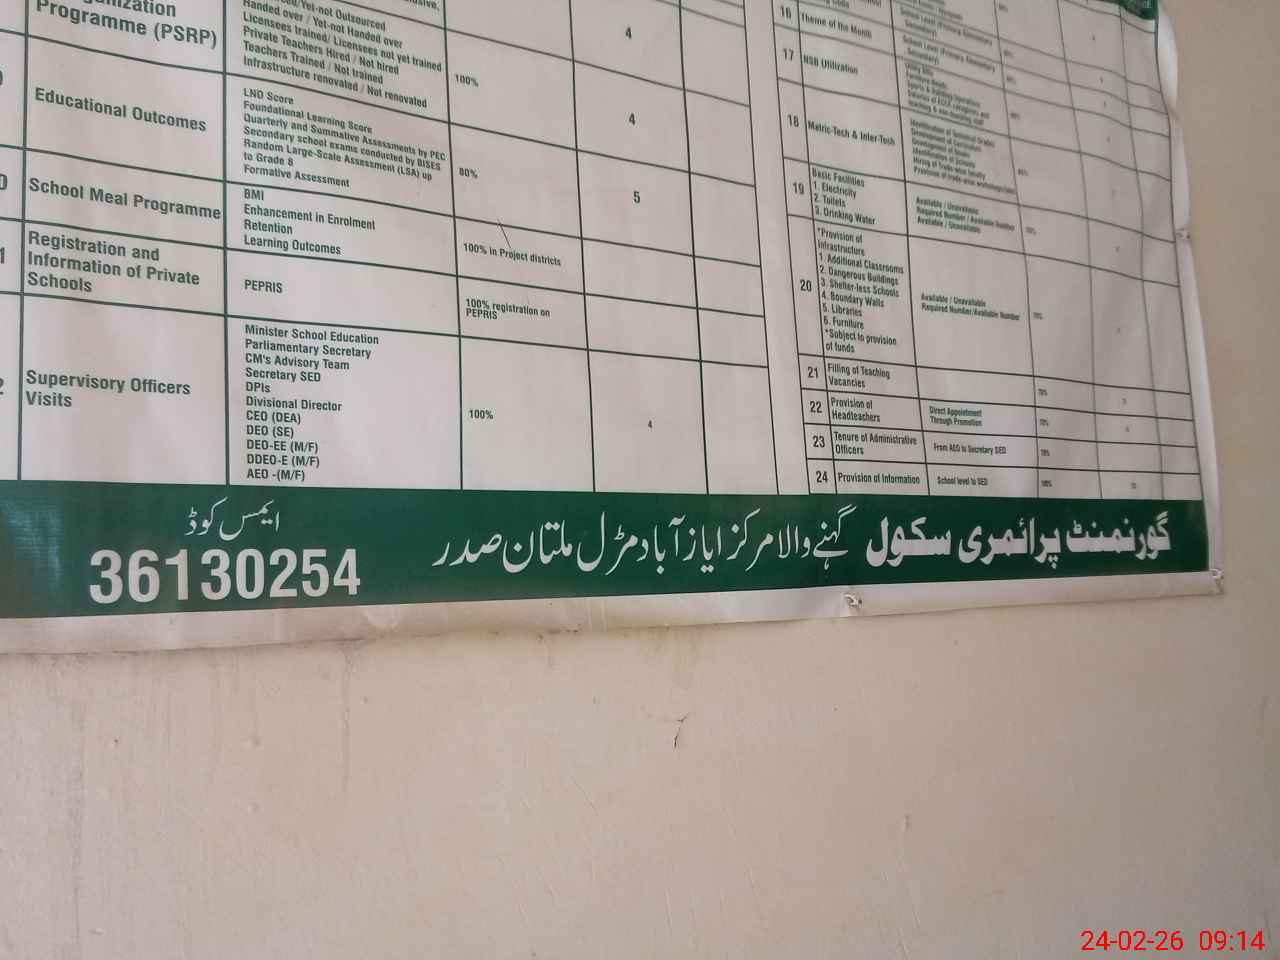 Programme (PSRP)
Handed over / Yet-not Handed over
Licensees trained/ Licensees not yet trained
Private Teachers Hired / Not hired
Teachers Trained / Not trained
Infrastructure renovated / Not renovated
100%
4
Educational Outcomes
LND Score
Foundational Learning Score
Quarterly and Summative Assessments by PEC
Secondary school exams conducted by BISES
Random Large-Scale Assessment (LSA) up
to Grade 8
Formative Assessment
80%
4
School Meal Programme
BMI
Enhancement in Enrolment
Retention
Learning Outcomes
100% in Project districts
5
Registration and
Information of Private
Schools
PEPRIS
100% registration on
PEPRIS
Supervisory Officers
Visits
Minister School Education
Parliamentary Secretary
CM's Advisory Team
Secretary SED
DPIs
Divisional Director
CEO (DEA)
DEO (SE)
DEO-EE (M/F)
DDEO-E (M/F)
AEO -(M/F)
100%
4
16
Theme of the Month
17
NSB Utilization
18
Matric-Tech & Inter-Tech
19
Basic Facilities
1. Electricity
2. Toilets
3. Drinking Water
Available / Unavailable
Required Number / Available Number
Available / Unavailable
20
*Provision of
Infrastructure
1. Additional Classrooms
2. Dangerous Buildings
3. Shelter-less Schools
4. Boundary Walls
5. Libraries
6. Furniture
*Subject to provision
of funds
Available / Unavailable
Required Number/Available Number
21
Filling of Teaching
Vacancies
22
Provision of
Headteachers
Direct Appointment
Through Promotion
23
Tenure of Administrative
Officers
From AEO to Secretary SED
24
Provision of Information
School level to SED
100%
گورنمنٹ پرائمری سکول گہنے والا مرکز ایاز آباد مڑل ملتان صدر
ایمس کوڈ
36130254
24-02-26 09:14